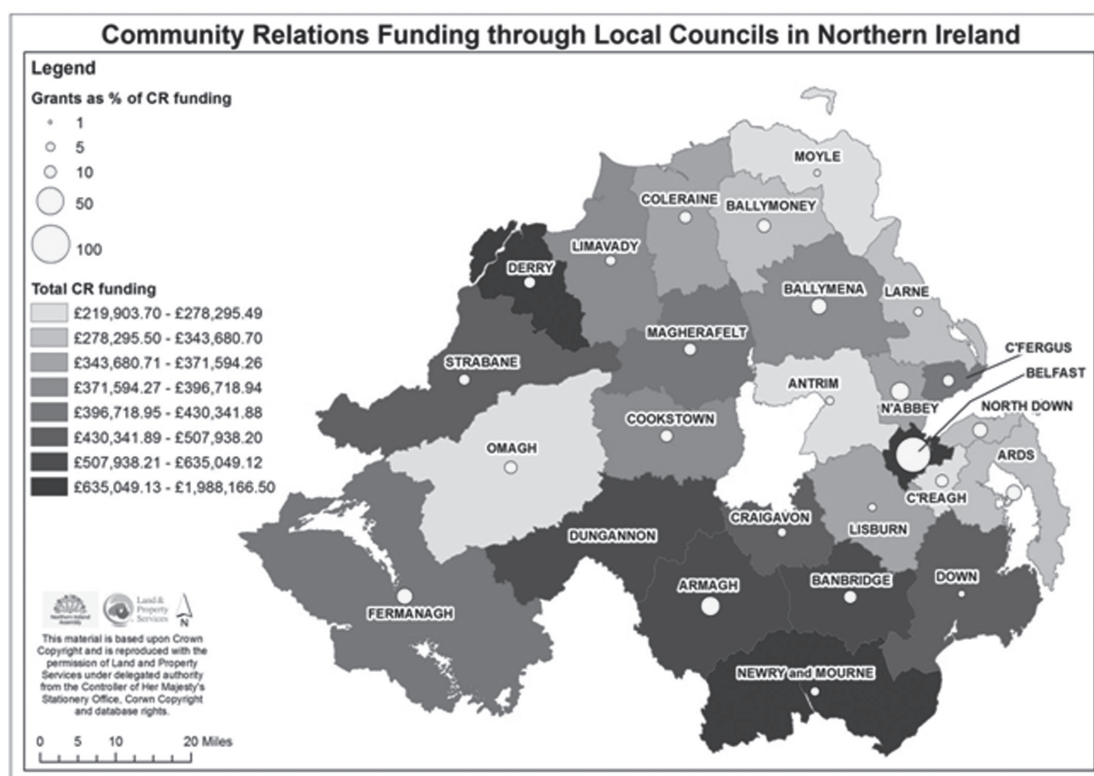 Community Relations Funding through Local Councils in Northern Ireland
Legend
Grants as % of CR funding
1
5
10
50
100
Total CR funding
£219,903.70 - £278,295.49
£278,295.50 - £343,680.70
£343,680.71 - £371,594.26
£371,594.27 - £396,718.94
£396,718.95 - £430,341.88
£430,341.89 - £507,938.20
£507,938.21 - £635,049.12
£635,049.13 - £1,988,166.50
MOYLE
COLERAINE
BALLYMONEY
LIMAVADY
DERRY
BALLYMENA
LARNE
MAGHERAFELT
C'FERGUS
STRABANE
BELFAST
ANTRIM
N'ABBEY
NORTH DOWN
COOKSTOWN
OMAGH
ARDS
C'REAGH
CRAIGAVON
LISBURN
DUNGANNON
ARMAGH
BANBRIDGE
DOWN
FERMANAGH
NEWRY and MOURNE
Northern Ireland
Assembly
Land &
Property
Services
N
This material is based upon Crown
Copyright and is reproduced with the
permission of Land and Property
Services under delegated authority
from the Controller of Her Majesty's
Stationery Office, Corwn Copyright
and database rights.
0 5 10 20 Miles